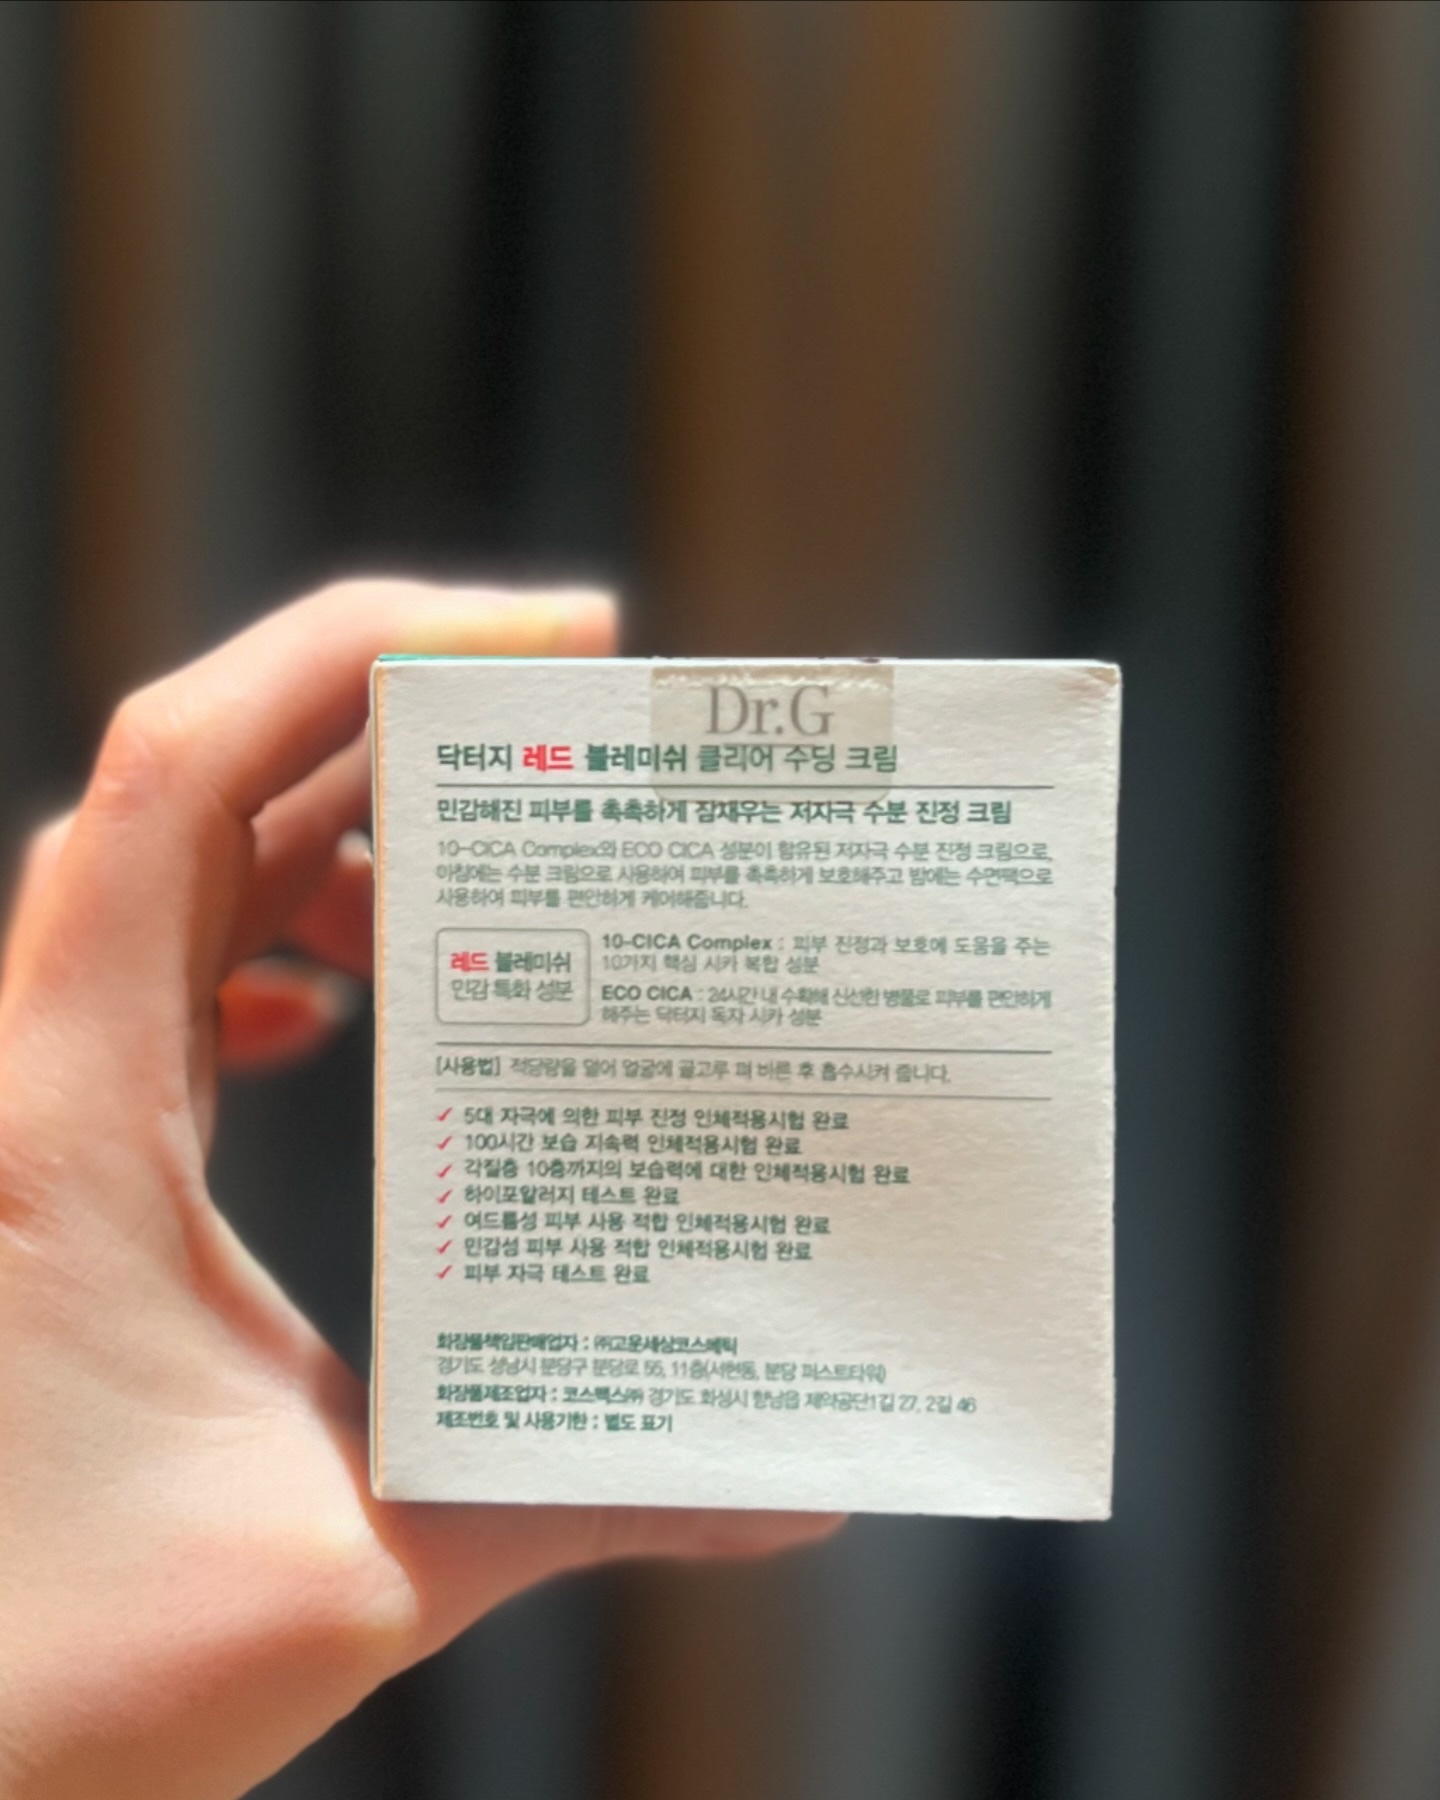 Dr.G
닥터지 레드 블레미쉬 클리어 수딩 크림
민감해진 피부를 촉촉하게 잠재우는 저자극 수분 진정 크림
10-CICA Complex와 ECO CICA 성분이 함유된 저자극 수분 진정 크림으로,
아침에는 수분 크림으로 사용하여 피부를 촉촉하게 보호해주고 밤에는 수면팩으로
사용하여 피부를 편안하게 케어해줍니다.
레드 블레미쉬
민감 특화 성분
10-CICA Complex : 피부 진정과 보호에 도움을 주는
10가지 핵심 시카 복합 성분
ECO CICA : 24시간 내 수확해 신선한 병풀로 피부를 편안하게
해주는 닥터지 독자 시카 성분
[사용법] 적당량을 덜어 얼굴에 골고루 펴 바른 후 흡수시켜 줍니다.
✓ 5대 자극에 의한 피부 진정 인체적용시험 완료
✓ 100시간 보습 지속력 인체적용시험 완료
✓ 각질층 10층까지의 보습력에 대한 인체적용시험 완료
✓ 하이포알러지 테스트 완료
✓ 여드름성 피부 사용 적합 인체적용시험 완료
✓ 민감성 피부 사용 적합 인체적용시험 완료
✓ 피부 자극 테스트 완료
화장품책임판매업자 : ㈜고운세상코스메틱
경기도 성남시 분당구 분당로 55, 11층(서현동, 분당 퍼스트타워)
화장품제조업자 : 코스맥스㈜ 경기도 화성시 향남읍 제약공단1길 27, 2길 46
제조번호 및 사용기한 : 별도 표기